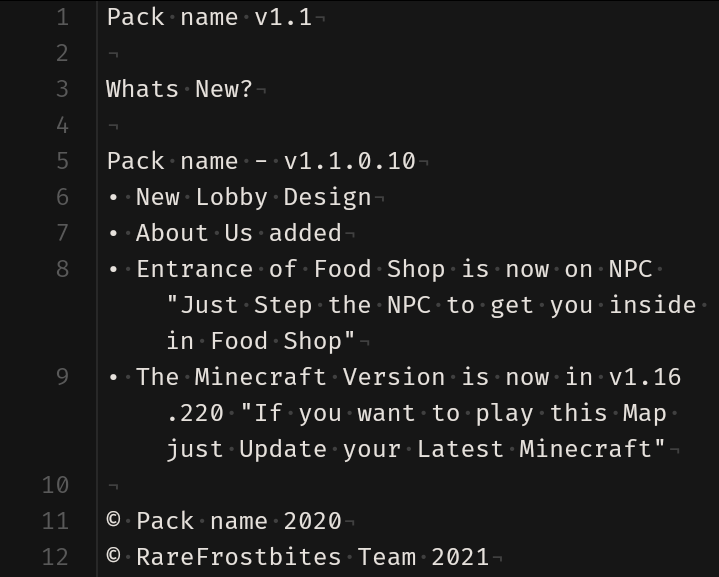 1 Pack name v1.1
2
3 Whats New?
4
5 Pack name - v1.1.0.10
6 • New Lobby Design
7 • About Us added
8 • Entrance of Food Shop is now on NPC
"Just Step the NPC to get you inside
in Food Shop"
9 • The Minecraft Version is now in v1.16
.220 "If you want to play this Map
just Update your Latest Minecraft"
10
11 © Pack name 2020
12 © RareFrostbites Team 2021